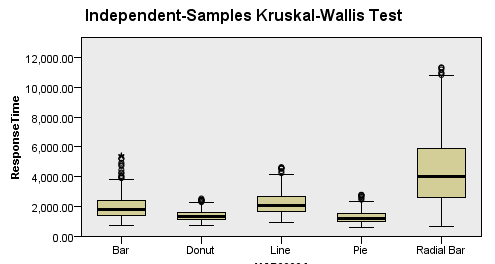 Independent-Samples Kruskal-Wallis Test
ResponseTime
12,000.00
10,000.00
8,000.00
6,000.00
4,000.00
2,000.00
0.00
Bar Donut Line Pie Radial Bar